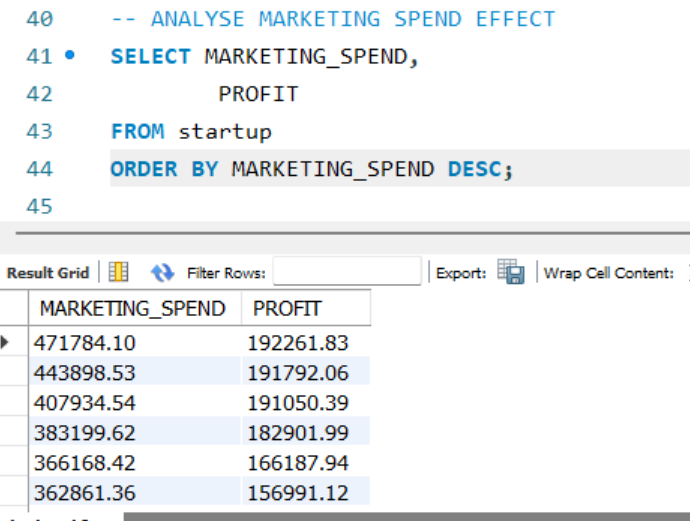 40 -- ANALYSE MARKETING SPEND EFFECT
41 SELECT MARKETING_SPEND,
42 PROFIT
43 FROM startup
44 ORDER BY MARKETING_SPEND DESC;
45
Result Grid Filter Rows: Export: Wrap Cell Content:
MARKETING_SPEND PROFIT
471784.10 192261.83
443898.53 191792.06
407934.54 191050.39
383199.62 182901.99
366168.42 166187.94
362861.36 156991.12